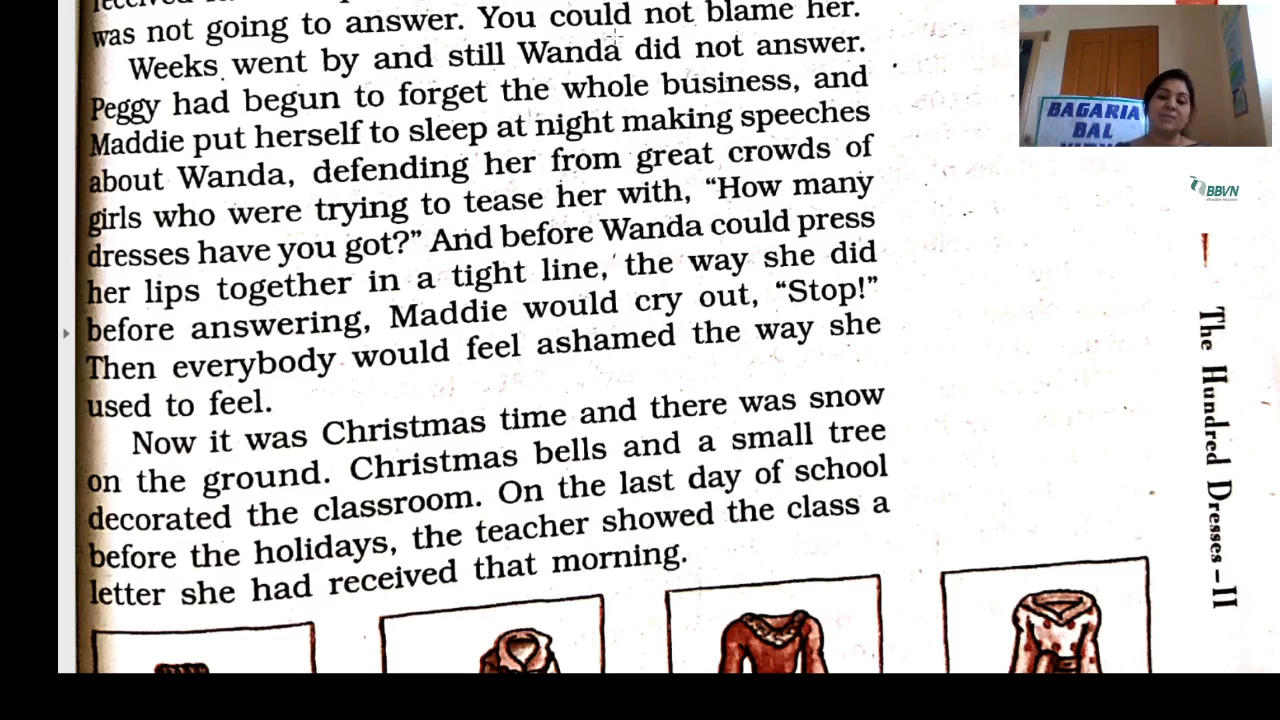 was not going to answer. You could not blame her.
Weeks went by and still Wanda did not answer.
Peggy had begun to forget the whole business, and
Maddie put herself to sleep at night making speeches
about Wanda, defending her from great crowds of
girls who were trying to tease her with, “How many
dresses have you got?” And before Wanda could press
her lips together in a tight line, the way she did
before answering, Maddie would cry out, “Stop!”
Then everybody would feel ashamed the way she
used to feel.
Now it was Christmas time and there was snow
on the ground. Christmas bells and a small tree
decorated the classroom. On the last day of school
before the holidays, the teacher showed the class a
letter she had received that morning.
BAGARIA
BAL
BBVN
The Hundred Dresses–II